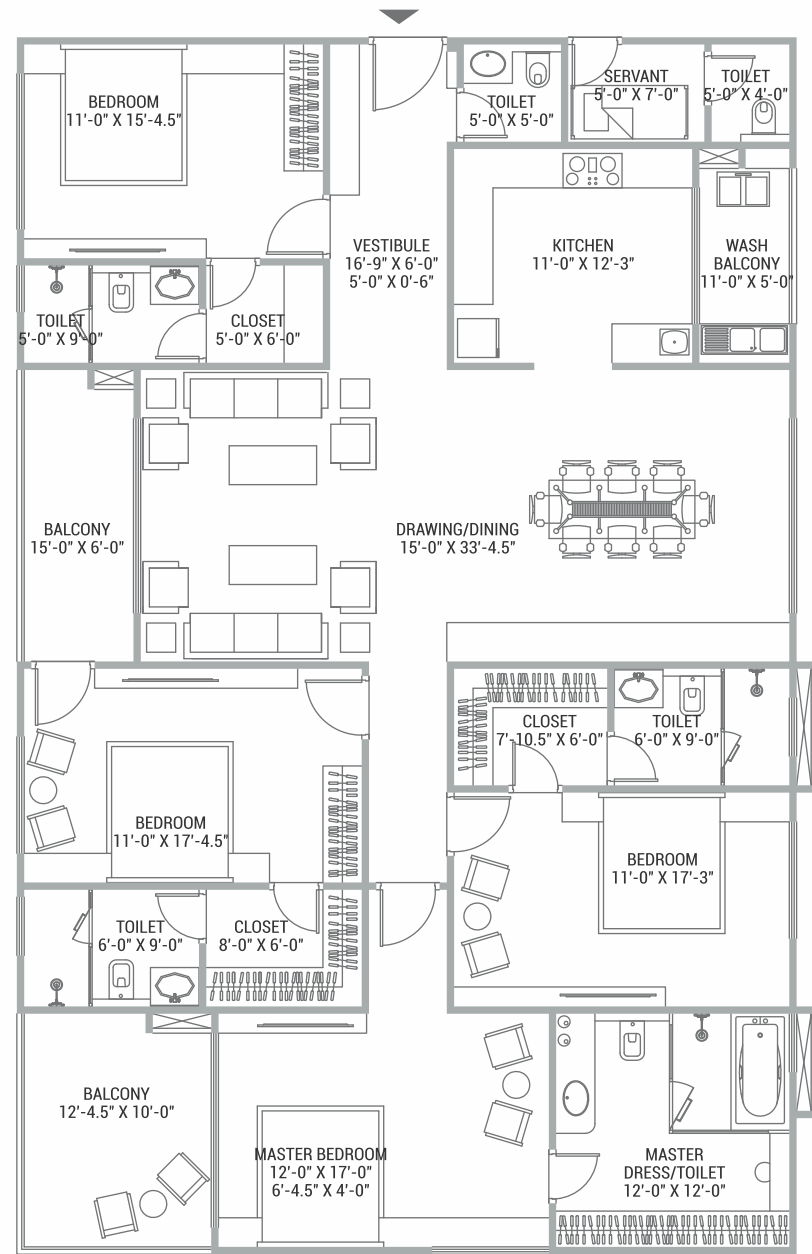 BEDROOM
11'-0" X 15'-4.5"
TOILET
5'-0" X 5'-0"
SERVANT
5'-0" X 7'-0"
TOILET
5'-0" X 4'-0"
VESTIBULE
16'-9" X 6'-0"
5'-0" X 0'-6"
KITCHEN
11'-0" X 12'-3"
WASH
BALCONY
11'-0" X 5'-0"
TOILET
5'-0" X 9'-0"
CLOSET
5'-0" X 6'-0"
BALCONY
15'-0" X 6'-0"
DRAWING/DINING
15'-0" X 33'-4.5"
CLOSET
7'-10.5" X 6'-0"
TOILET
6'-0" X 9'-0"
BEDROOM
11'-0" X 17'-4.5"
BEDROOM
11'-0" X 17'-3"
TOILET
6'-0" X 9'-0"
CLOSET
8'-0" X 6'-0"
BALCONY
12'-4.5" X 10'-0"
MASTER BEDROOM
12'-0" X 17'-0"
6'-4.5" X 4'-0"
MASTER
DRESS/TOILET
12'-0" X 12'-0"